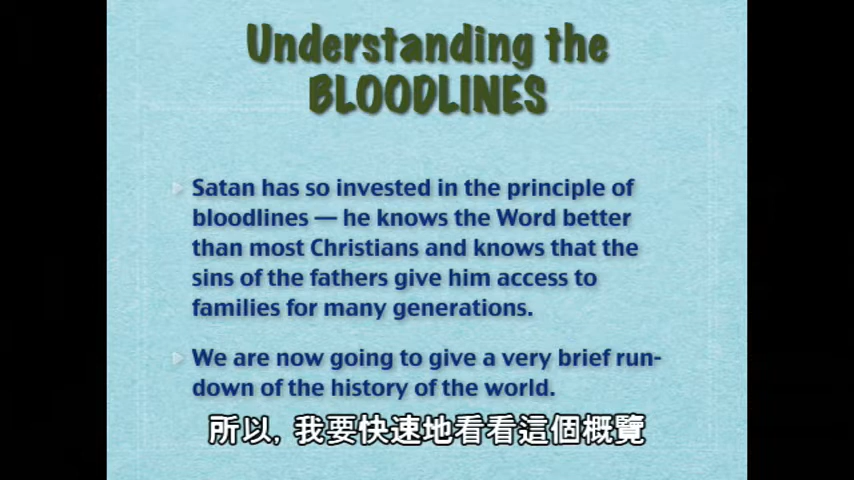 Understanding the
BLOODLINES
Satan has so invested in the principle of
bloodlines — he knows the Word better
than most Christians and knows that the
sins of the fathers give him access to
families for many generations.
We are now going to give a very brief run-
down of the history of the world.
所以, 我要快速地看看這個概覽